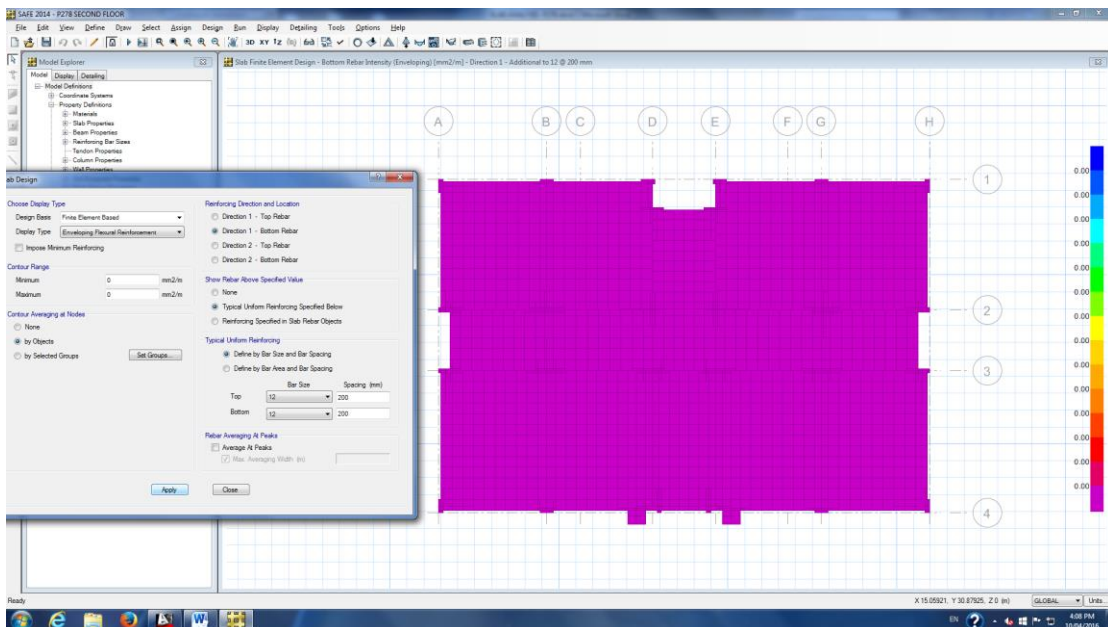 SAFE 2014 - P278 SECOND FLOOR
File Edit View Define Draw Select Assign Design Run Display Detailing Tools Options Help
3D XY
Model Explorer
Slab Finite Element Design - Bottom Rebar Intensity (Enveloping) [mm2/m] - Direction 1 - Additional to 12 @ 200 mm
Model Display Detailing
Model Definitions
Coordinate Systems
Property Definitions
Materials
Slab Properties
Beam Properties
Reinforcing Bar Sizes
Tendon Properties
Column Properties
Wall Properties
ab Design
Choose Display Type
Design Basis Finite Element Based
Display Type Enveloping Flexural Reinforcement
Impose Minimum Reinforcing
Contour Range
Minimum 0 mm2/m
Maximum 0 mm2/m
Contour Averaging at Nodes
None
by Objects
by Selected Groups Set Groups...
Reinforcing Direction and Location
Direction 1 - Top Rebar
Direction 1 - Bottom Rebar
Direction 2 - Top Rebar
Direction 2 - Bottom Rebar
Show Rebar Above Specified Value
None
Typical Uniform Reinforcing Specified Below
Reinforcing Specified in Slab Rebar Objects
Typical Uniform Reinforcing
Define by Bar Size and Bar Spacing
Define by Bar Area and Bar Spacing
Bar Size Spacing (mm)
Top 12 200
Bottom 12 200
Rebar Averaging At Peaks
Average At Peaks
Max. Averaging Width (m)
Apply Close
A B C D E F G H
1
2
3
4
0.00
0.00
0.00
0.00
0.00
0.00
0.00
0.00
0.00
0.00
0.00
0.00
0.00
0.00
Ready
X 15.05921, Y 30.87925, Z 0 (m) GLOBAL Units...
EN
4:08 PM
10/04/2016